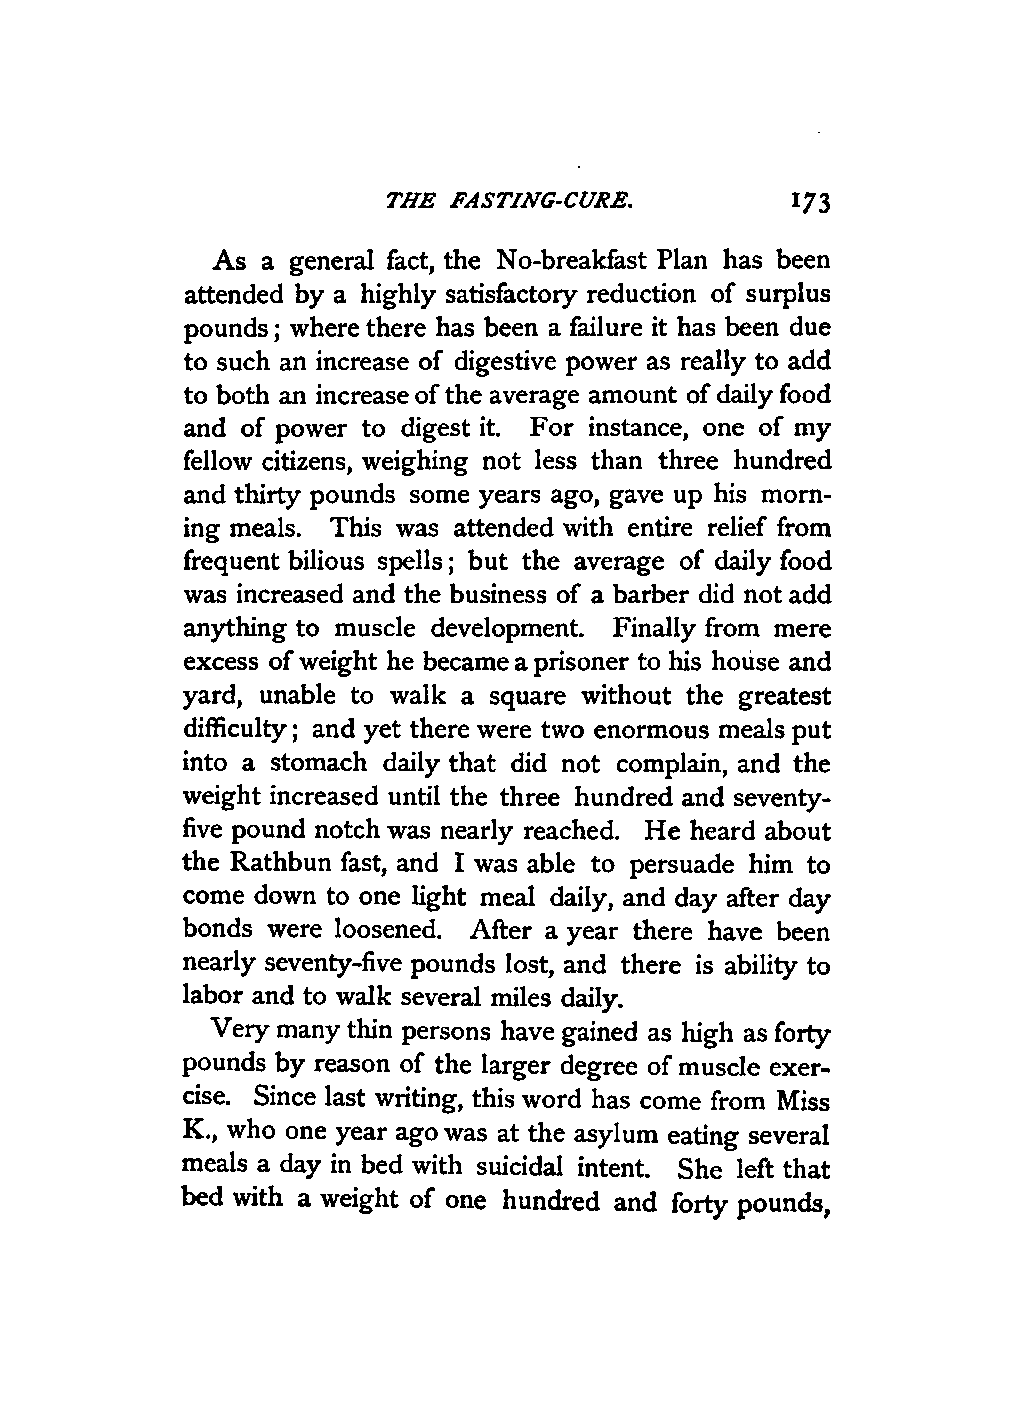 THE FASTING-CURE. 173
As a general fact, the No-breakfast Plan has been
attended by a highly satisfactory reduction of surplus
pounds; where there has been a failure it has been due
to such an increase of digestive power as really to add
to both an increase of the average amount of daily food
and of power to digest it. For instance, one of my
fellow citizens, weighing not less than three hundred
and thirty pounds some years ago, gave up his morn-
ing meals. This was attended with entire relief from
frequent bilious spells; but the average of daily food
was increased and the business of a barber did not add
anything to muscle development. Finally from mere
excess of weight he became a prisoner to his house and
yard, unable to walk a square without the greatest
difficulty; and yet there were two enormous meals put
into a stomach daily that did not complain, and the
weight increased until the three hundred and seventy-
five pound notch was nearly reached. He heard about
the Rathbun fast, and I was able to persuade him to
come down to one light meal daily, and day after day
bonds were loosened. After a year there have been
nearly seventy-five pounds lost, and there is ability to
labor and to walk several miles daily.
Very many thin persons have gained as high as forty
pounds by reason of the larger degree of muscle exer-
cise. Since last writing, this word has come from Miss
K., who one year ago was at the asylum eating several
meals a day in bed with suicidal intent. She left that
bed with a weight of one hundred and forty pounds,